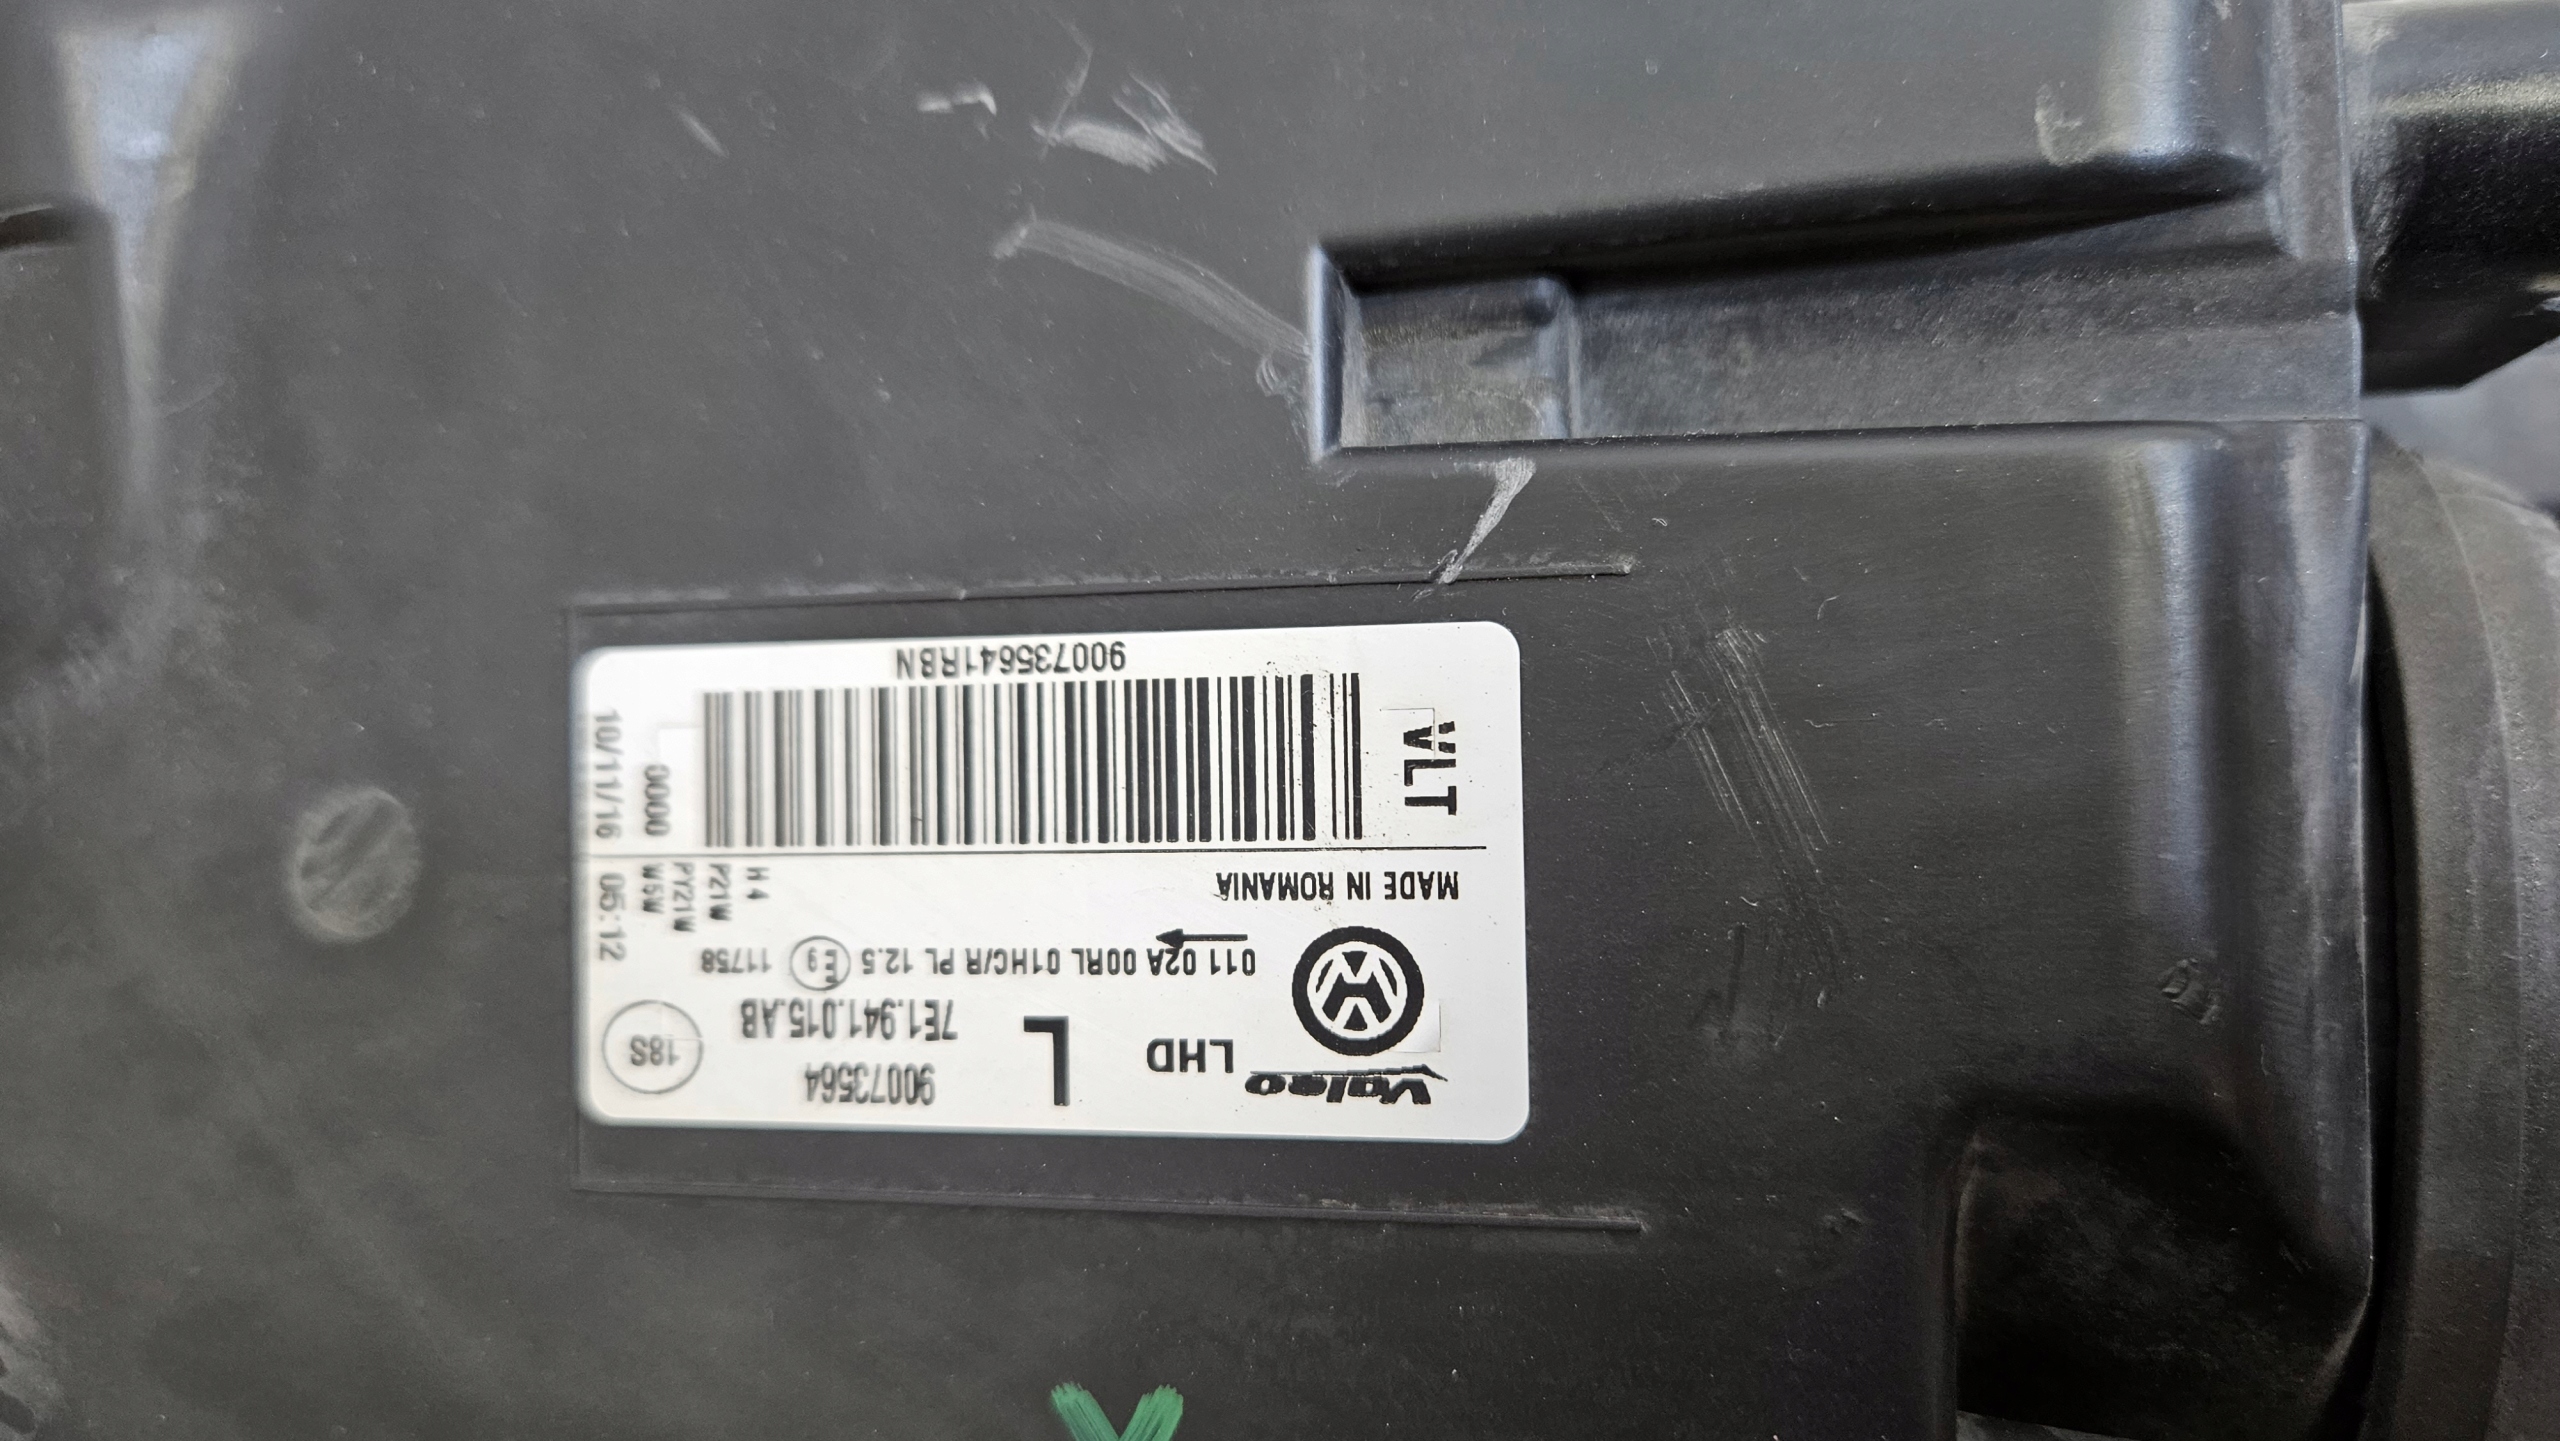 Valeo
LHD
L
90073564
7E1.941.015.AB
18S
011 02A 00RL 01HC/R PL 12.5 E9 11758
MADE IN ROMANIA
H4
P21W
PY21W
W5W
VLT
0000
10/11/16 05:12
900735641RBN